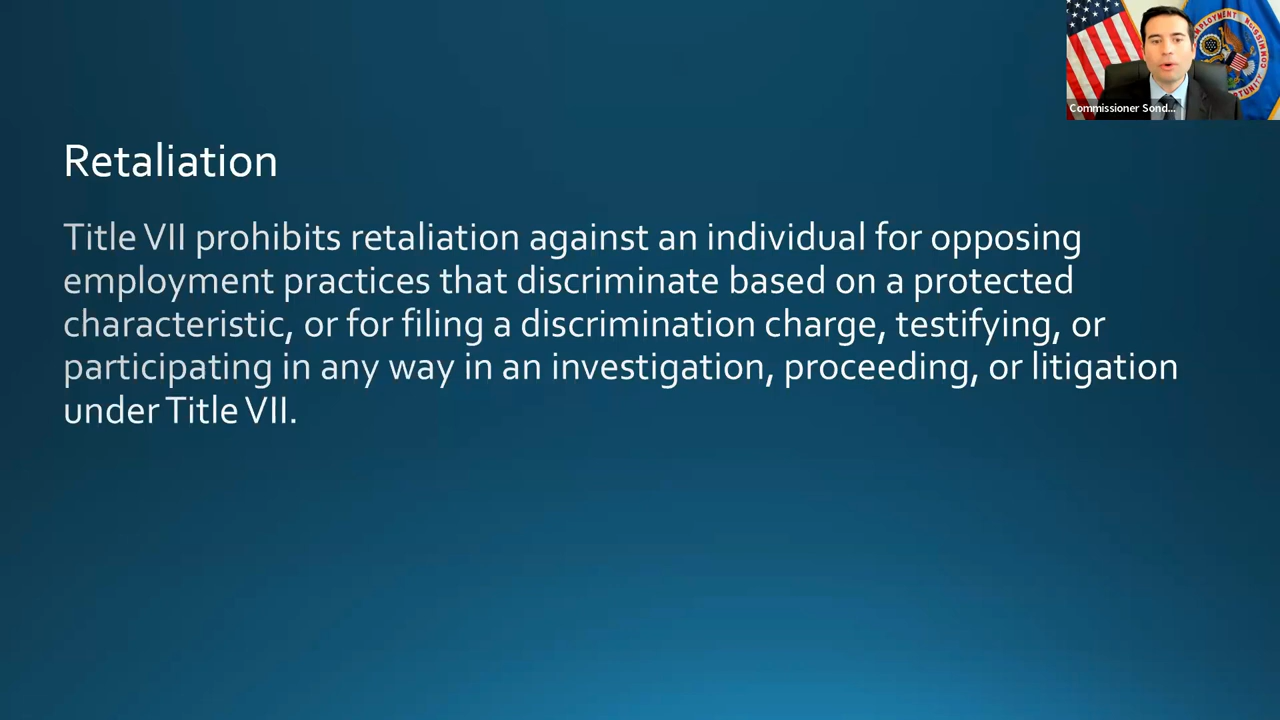 Commissioner Sond...
Retaliation
Title VII prohibits retaliation against an individual for opposing
employment practices that discriminate based on a protected
characteristic, or for filing a discrimination charge, testifying, or
participating in any way in an investigation, proceeding, or litigation
under Title VII.